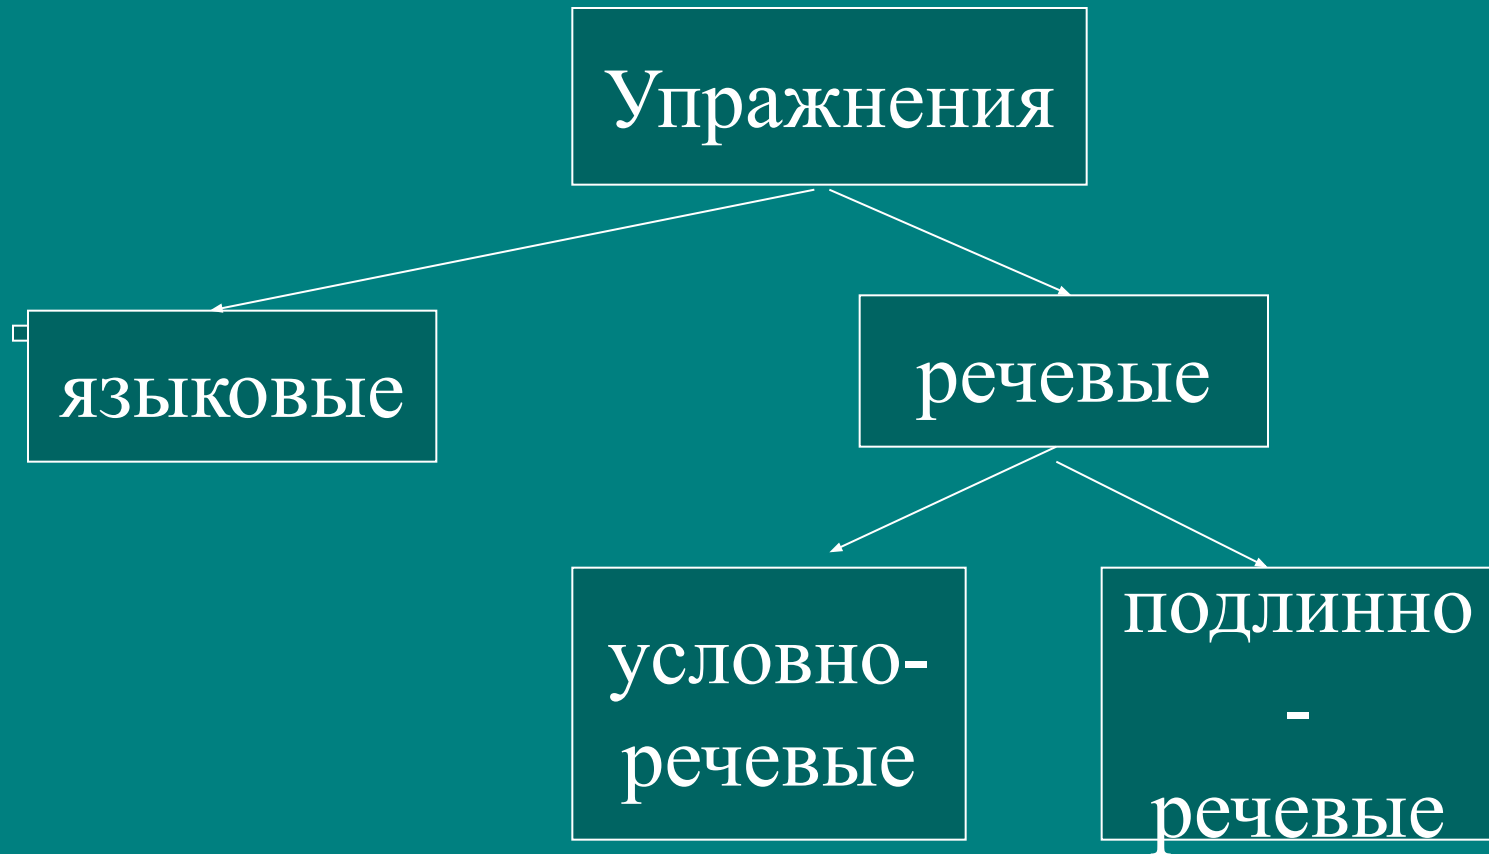 Упражнения
языковые
речевые
условно-
речевые
подлинно
-
речевые